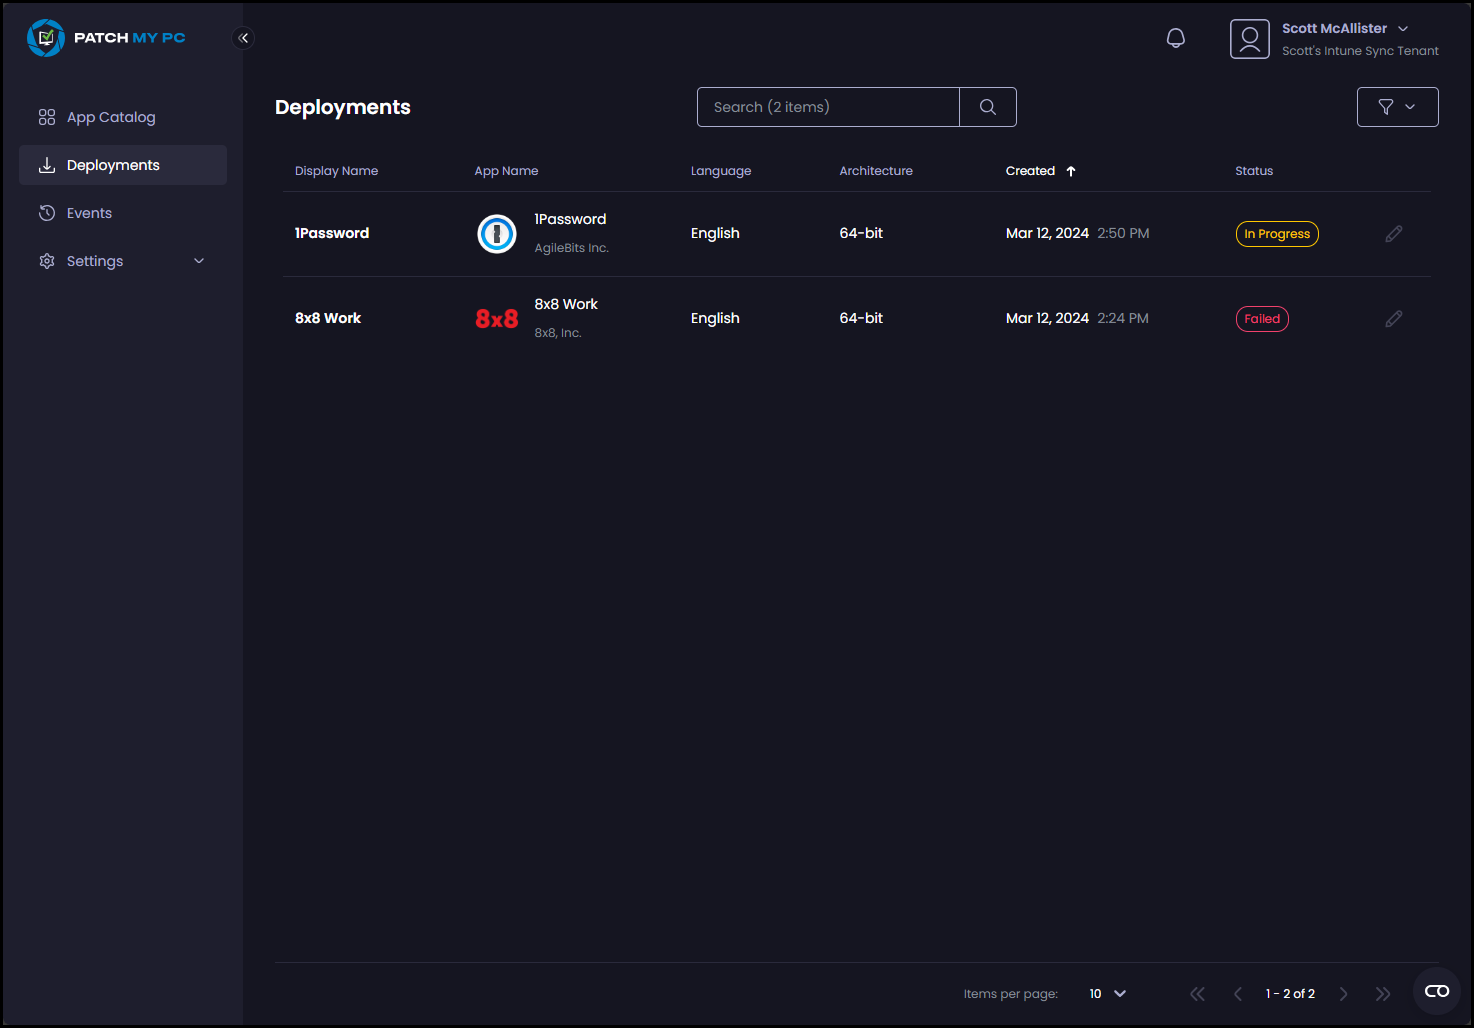 PATCH MY PC
Scott McAllister
Scott's Intune Sync Tenant
App Catalog
Deployments
Events
Settings
Deployments
Search (2 items)
Display Name App Name Language Architecture Created Status
1Password 1Password English 64-bit Mar 12, 2024 2:50 PM In Progress
AgileBits Inc.
8x8 Work 8x8 8x8 Work English 64-bit Mar 12, 2024 2:24 PM Failed
8x8, Inc.
Items per page: 10 1 - 2 of 2